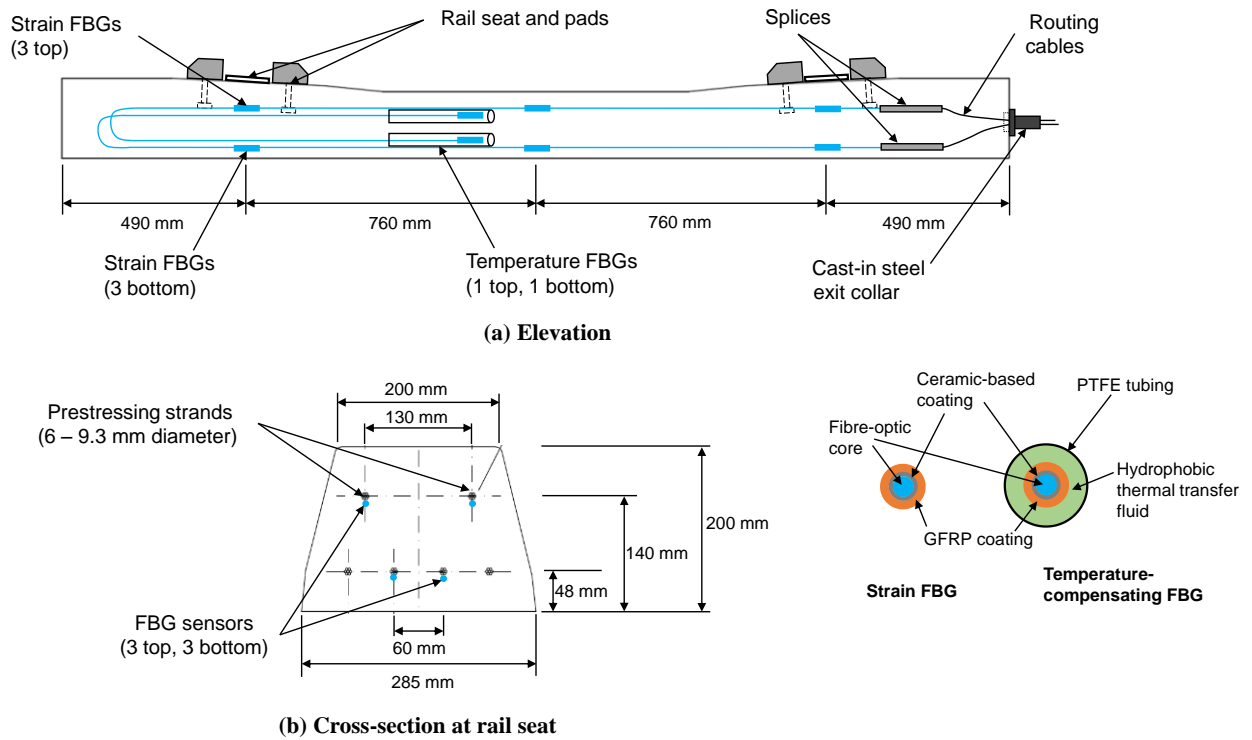 Strain FBGs
(3 top)
Rail seat and pads
Splices
Routing
cables
490 mm
760 mm
760 mm
490 mm
Strain FBGs
(3 bottom)
Temperature FBGs
(1 top, 1 bottom)
Cast-in steel
exit collar
(a) Elevation
Prestressing strands
(6 – 9.3 mm diameter)
200 mm
130 mm
200 mm
140 mm
48 mm
FBG sensors
(3 top, 3 bottom)
60 mm
285 mm
(b) Cross-section at rail seat
Ceramic-based
coating
PTFE tubing
Fibre-optic
core
Hydrophobic
thermal transfer
fluid
GFRP coating
Strain FBG
Temperature-
compensating FBG